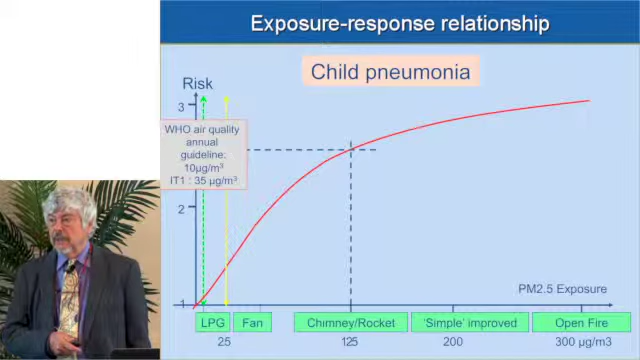 Exposure-response relationship
Child pneumonia
Risk
3
WHO air quality
annual
guideline:
10µg/m³
IT1 : 35 µg/m³
2
1
PM2.5 Exposure
LPG
Fan
Chimney/Rocket
'Simple' improved
Open Fire
25
125
200
300 µg/m3